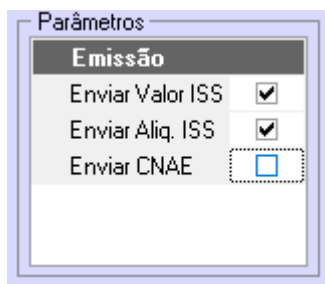 Parâmetros
Emissão
Enviar Valor ISS
Enviar Aliq. ISS
Enviar CNAE